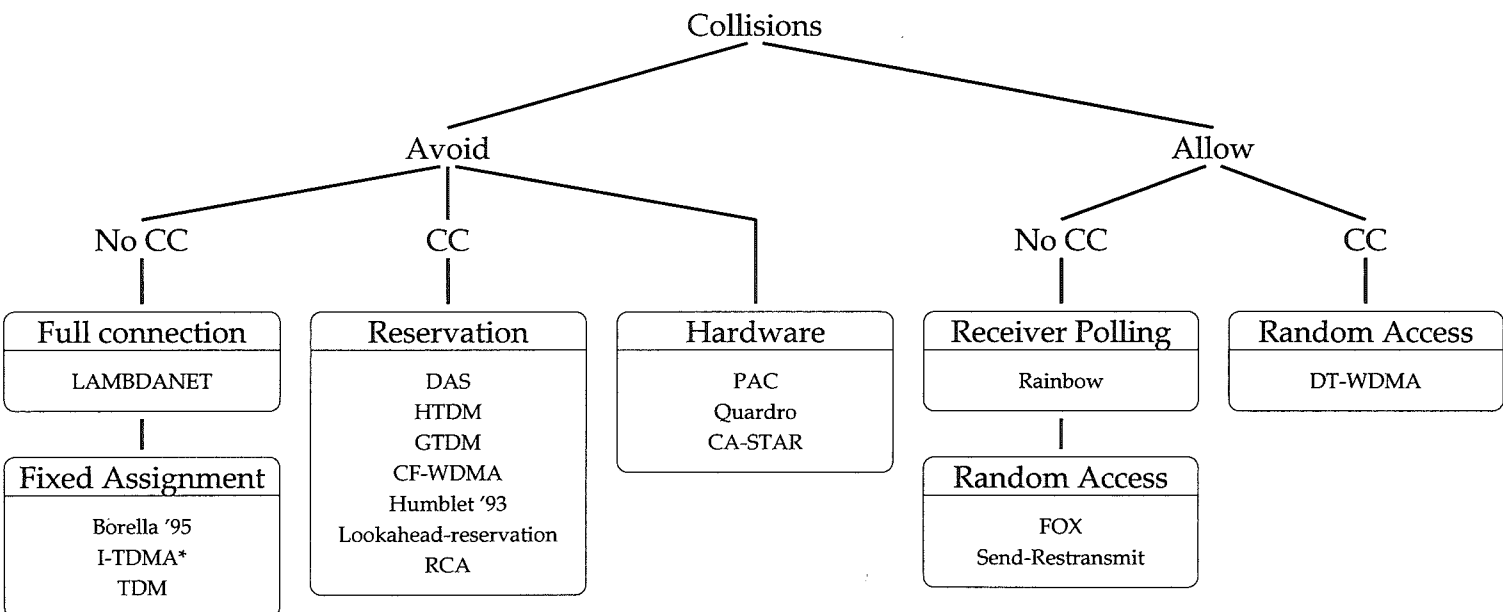 Collisions
Avoid
Allow
No CC
CC
No CC
CC
Full connection
LAMBDANET
Fixed Assignment
Borella '95
I-TDMA*
TDM
Reservation
DAS
HTDM
GTDM
CF-WDMA
Humblet '93
Lookahead-reservation
RCA
Hardware
PAC
Quardro
CA-STAR
Receiver Polling
Rainbow
Random Access
FOX
Send-Restransmit
Random Access
DT-WDMA